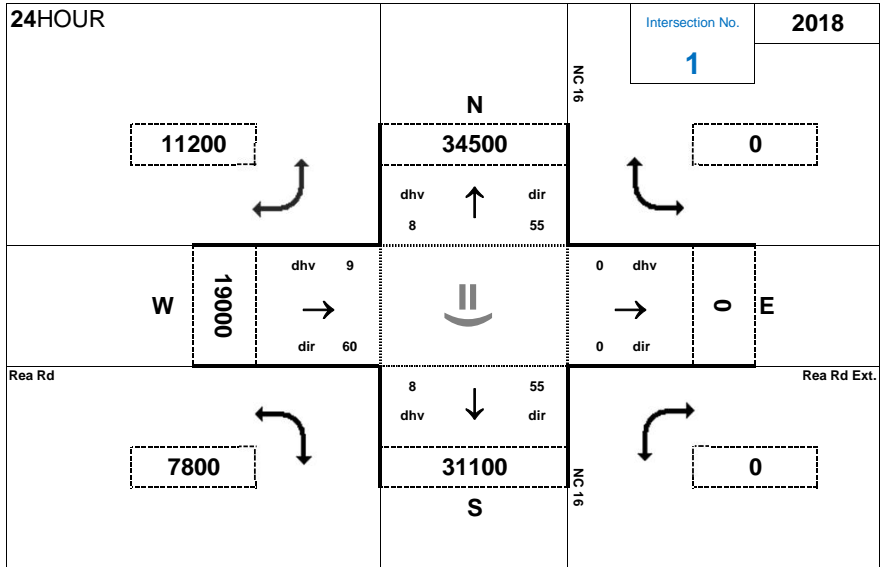 24HOUR
Intersection No.
2018
1
NC 16
N
11200
34500
0
dhv
dir
8
55
dhv 9
0 dhv
W
19000
0
E
dir 60
0 dir
Rea Rd
Rea Rd Ext.
8
55
dhv
dir
7800
31100
0
NC 16
S